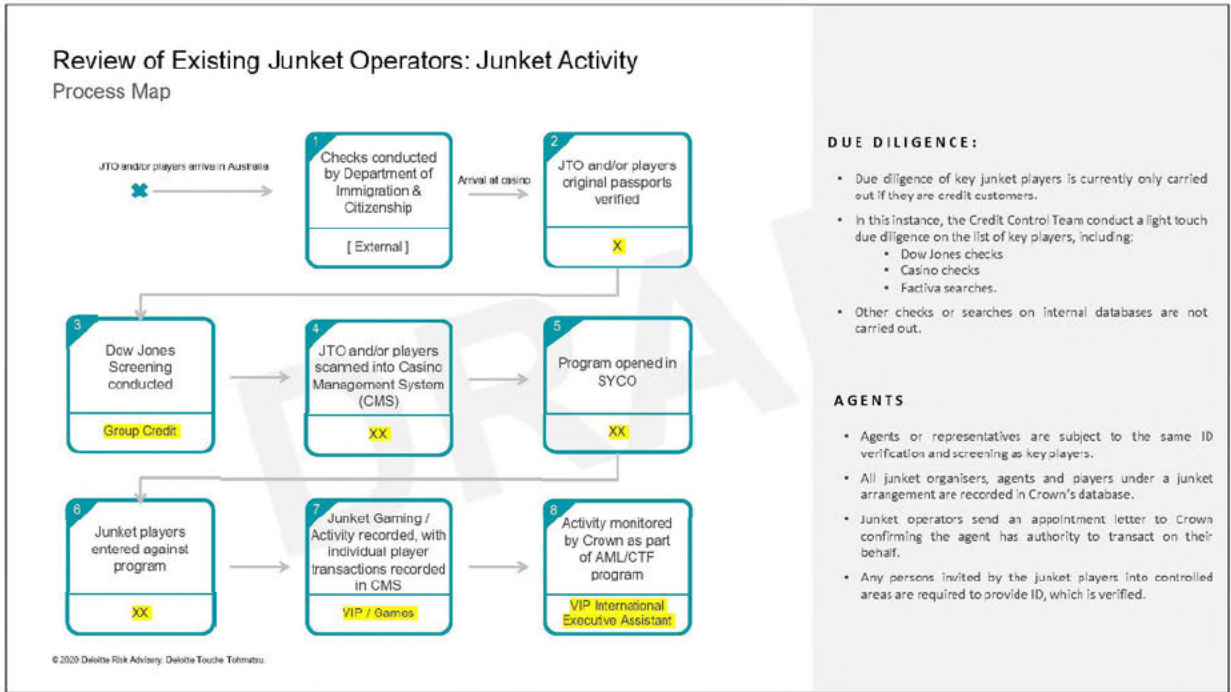 Review of Existing Junket Operators: Junket Activity
Process Map
JTO and/or players arrive in Australia
1
Checks conducted
by Department of
Immigration &
Citizenship
[ External ]
Arrival at casino
2
JTO and/or players
original passports
verified
X
3
Dow Jones
Screening
conducted
Group Credit
4
JTO and/or players
scanned into Casino
Management System
(CMS)
XX
5
Program opened in
SYCO
XX
6
Junket players
entered against
program
XX
7
Junket Gaming /
Activity recorded, with
individual player
transactions recorded
in CMS
VIP / Games
8
Activity monitored
by Crown as part
of AML/CTF
program
VIP International
Executive Assistant
DUE DILIGENCE:
• Due diligence of key junket players is currently only carried
out if they are credit customers.
• In this instance, the Credit Control Team conduct a light touch
due diligence on the list of key players, including:
• Dow Jones checks
• Casino checks
• Factiva searches.
• Other checks or searches on internal databases are not
carried out.
AGENTS
• Agents or representatives are subject to the same ID
verification and screening as key players.
• All junket organisers, agents and players under a junket
arrangement are recorded in Crown's database.
• Junket operators send an appointment letter to Crown
confirming the agent has authority to transact on their
behalf.
• Any persons invited by the junket players into controlled
areas are required to provide ID, which is verified.
DRA
© 2020 Deloitte Risk Advisory. Deloitte Touche Tohmatsu.